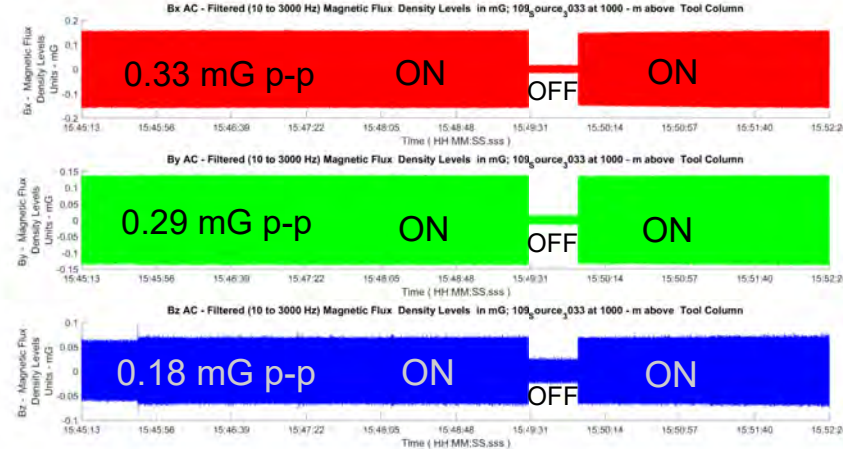 Bx AC - Filtered (10 to 3000 Hz) Magnetic Flux Density Levels in mG; 109source3033 at 1000 - m above Tool Column
Bx - Magnetic Flux
Density Levels
Units - mG
0.2
0.1
0
-0.1
-0.2
0.33 mG p-p ON OFF ON
15:45:13 15:45:56 15:46:39 15:47:22 15:48:05 15:48:48 15:49:31 15:50:14 15:50:57 15:51:40 15:52:24
Time ( HH MM:SS.sss )
By AC - Filtered (10 to 3000 Hz) Magnetic Flux Density Levels in mG; 109source3033 at 1000 - m above Tool Column
By - Magnetic Flux
Density Levels
Units - mG
0.15
0.1
0.05
0
-0.05
-0.1
-0.15
0.29 mG p-p ON OFF ON
15:45:13 15:45:56 15:46:39 15:47:22 15:48:05 15:48:48 15:49:31 15:50:14 15:50:57 15:51:40 15:52:24
Time ( HH MM:SS.sss )
Bz AC - Filtered (10 to 3000 Hz) Magnetic Flux Density Levels in mG; 109source3033 at 1000 - m above Tool Column
Bz - Magnetic Flux
Density Levels
Units - mG
0.1
0.05
0
-0.05
-0.1
0.18 mG p-p ON OFF ON
15:45:13 15:45:56 15:46:39 15:47:22 15:48:05 15:48:48 15:49:31 15:50:14 15:50:57 15:51:40 15:52:24
Time ( HH MM:SS.sss )